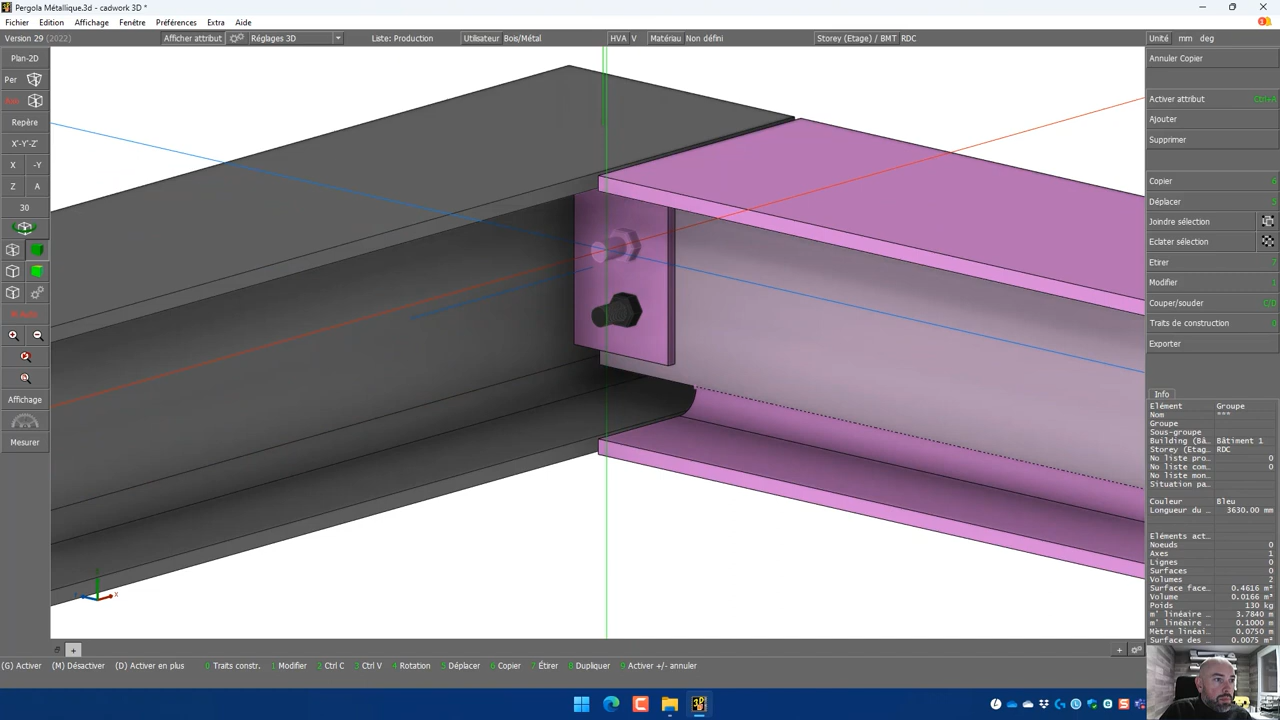 Pergola Métallique.3d - cadwork 3D *
Fichier Edition Affichage Fenêtre Préférences Extra Aide
Version 29 (2022) Afficher attribut Réglages 3D Liste: Production Utilisateur Bois/Métal HVA V Matériau Non défini Storey (Etage) / BMT RDC Unité mm deg
Plan-2D
Per
Axo
Repère
X'-Y'-Z'
X -Y
Z A
30
Affichage
Mesurer
Annuler Copier
Activer attribut Ctrl+A
Ajouter
Supprimer
Copier 6
Déplacer 5
Joindre sélection
Eclater sélection
Etirer 7
Modifier 1
Couper/souder C/D
Traits de construction 0
Exporter
Info
Elément Groupe
Nom """
Groupe
Sous-groupe
Building (Bâ.. Bâtiment 1
Storey (Etag.. RDC
No liste pro.. 0
No liste com.. 0
No liste mon..
Situation pa..
Couleur Bleu
Longueur du .. 3630.00 mm
Eléments act..
Noeuds 0
Axes 1
Lignes 0
Surfaces 0
Volumes 2
Surface face.. 0.4616 m²
Volume 0.0166 m³
Poids 130 kg
m' linéaire .. 3.7840 m
m' linéaire .. 0.1000 m
Mètre linéai.. 0.0750 m
Surface des .. 0.0075 m²
x
(G) Activer (M) Désactiver (D) Activer en plus 0 Traits constr. 1 Modifier 2 Ctrl C 3 Ctrl V 4 Rotation 5 Déplacer 6 Copier 7 Étirer 8 Dupliquer 9 Activer +/- annuler